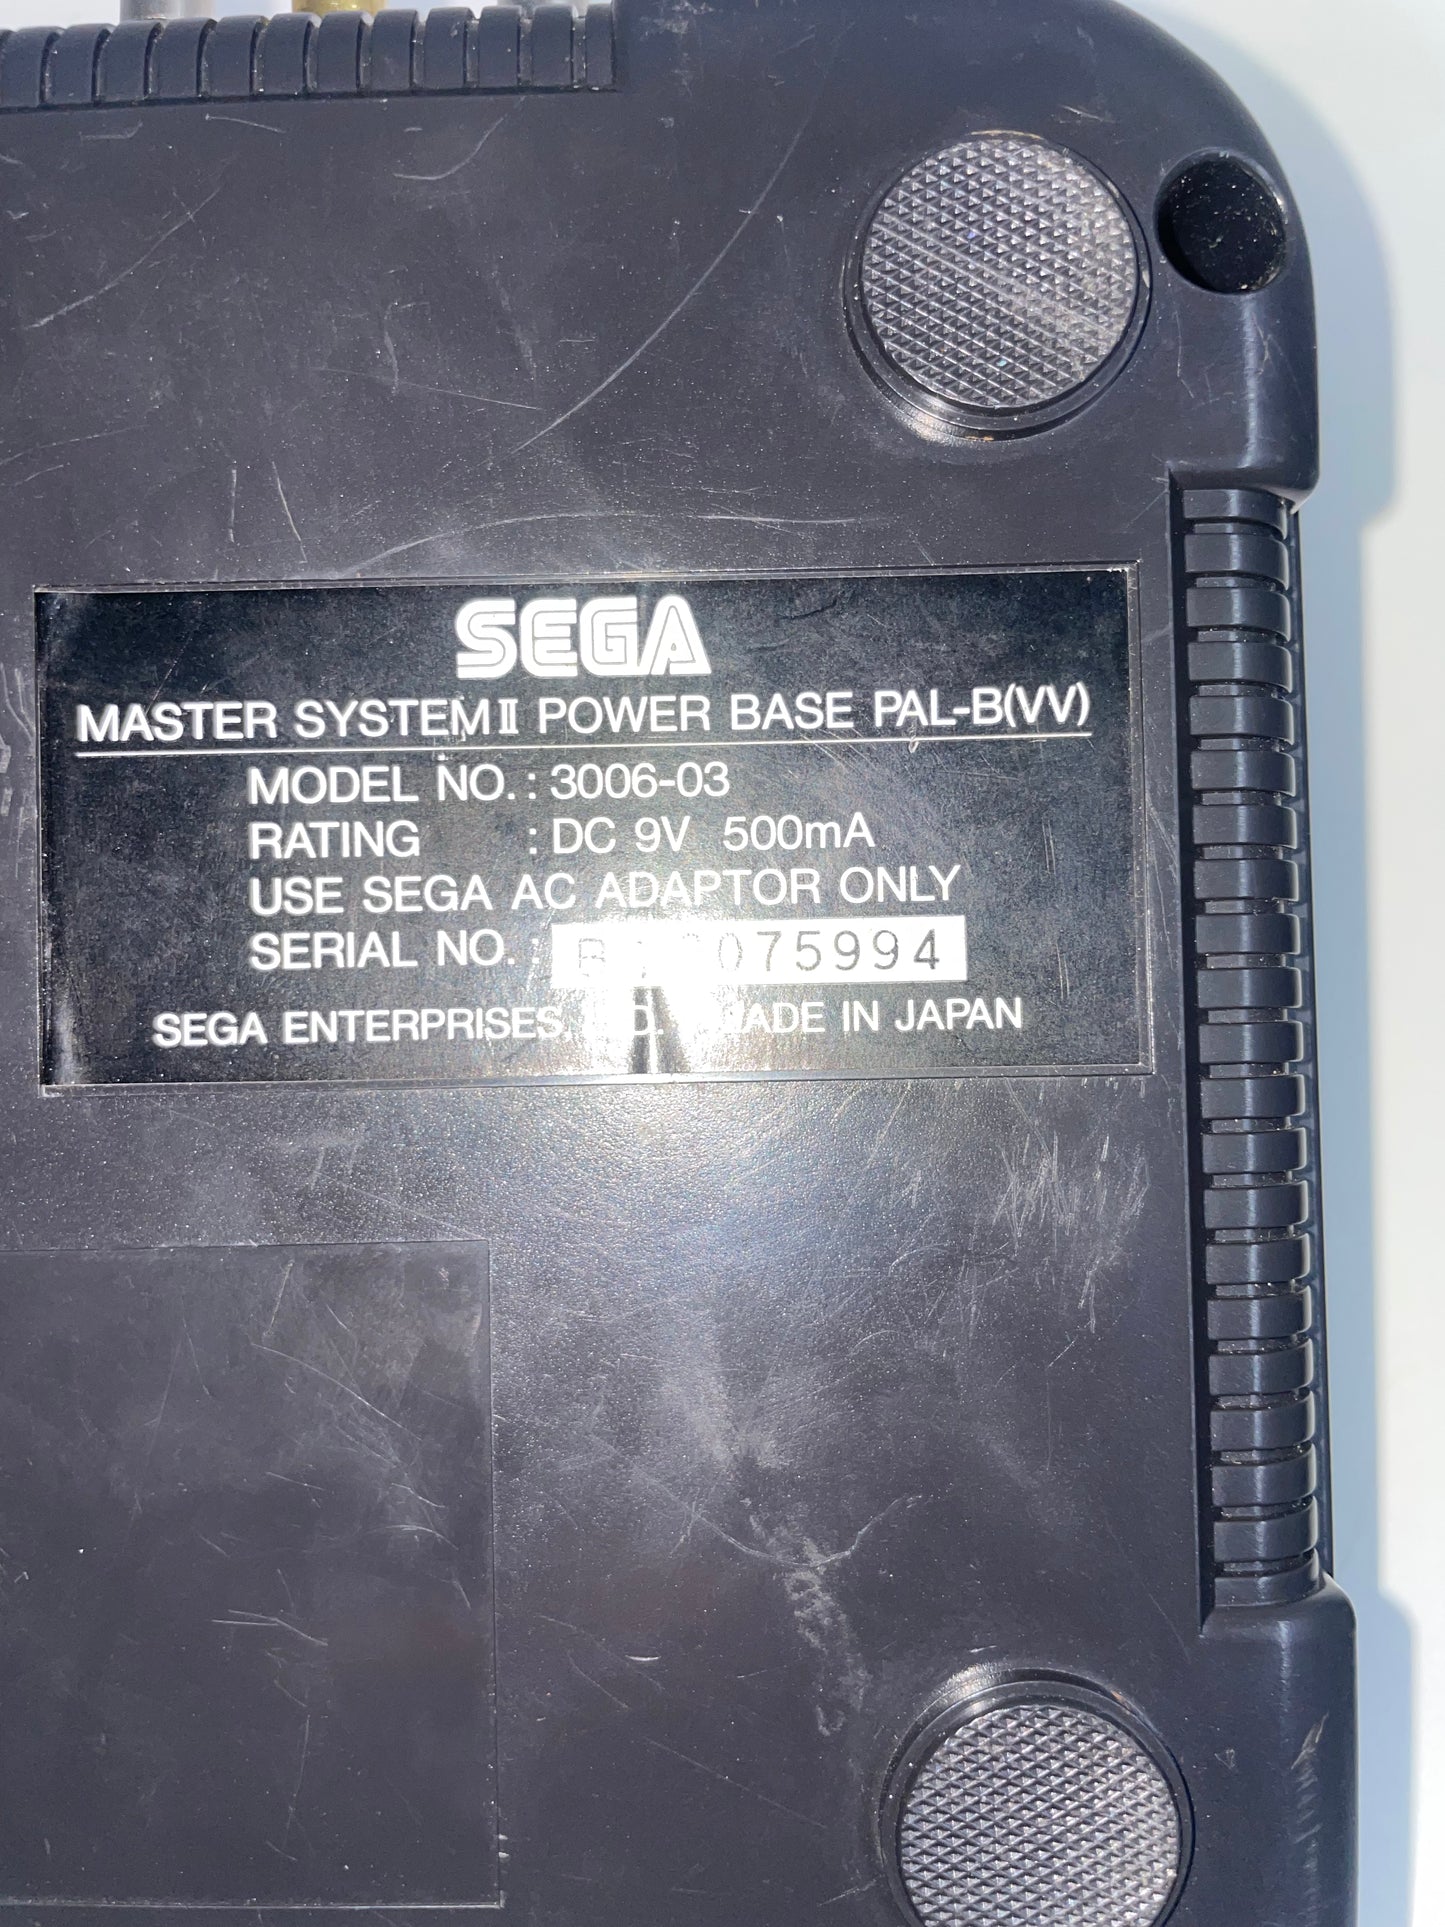 SEGA
MASTER SYSTEM II POWER BASE PAL-B(VV)
MODEL NO. : 3006-03
RATING : DC 9V 500mA
USE SEGA AC ADAPTOR ONLY
SERIAL NO. :
SEGA ENTERPRISES, MADE IN JAPAN